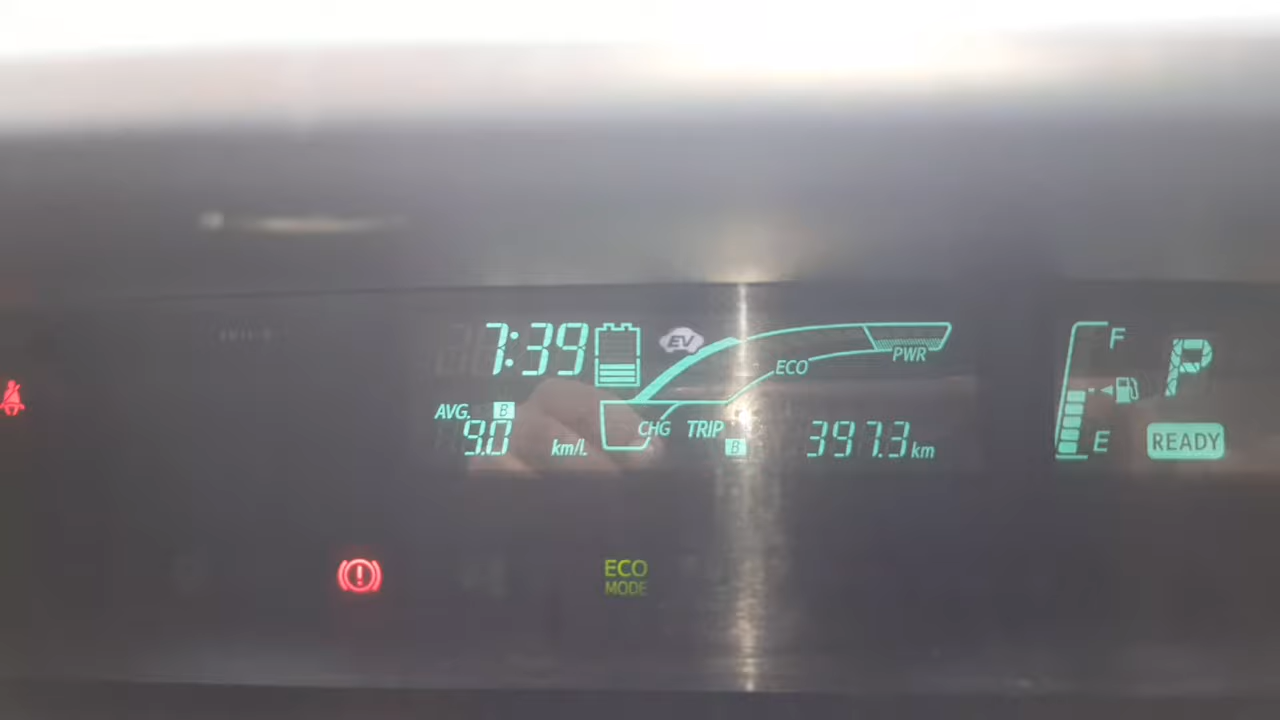 7:39
EV
ECO
PWR
F
P
AVG. B
9.0 km/L
CHG
TRIP B
397.3 km
E
READY
ECO
MODE